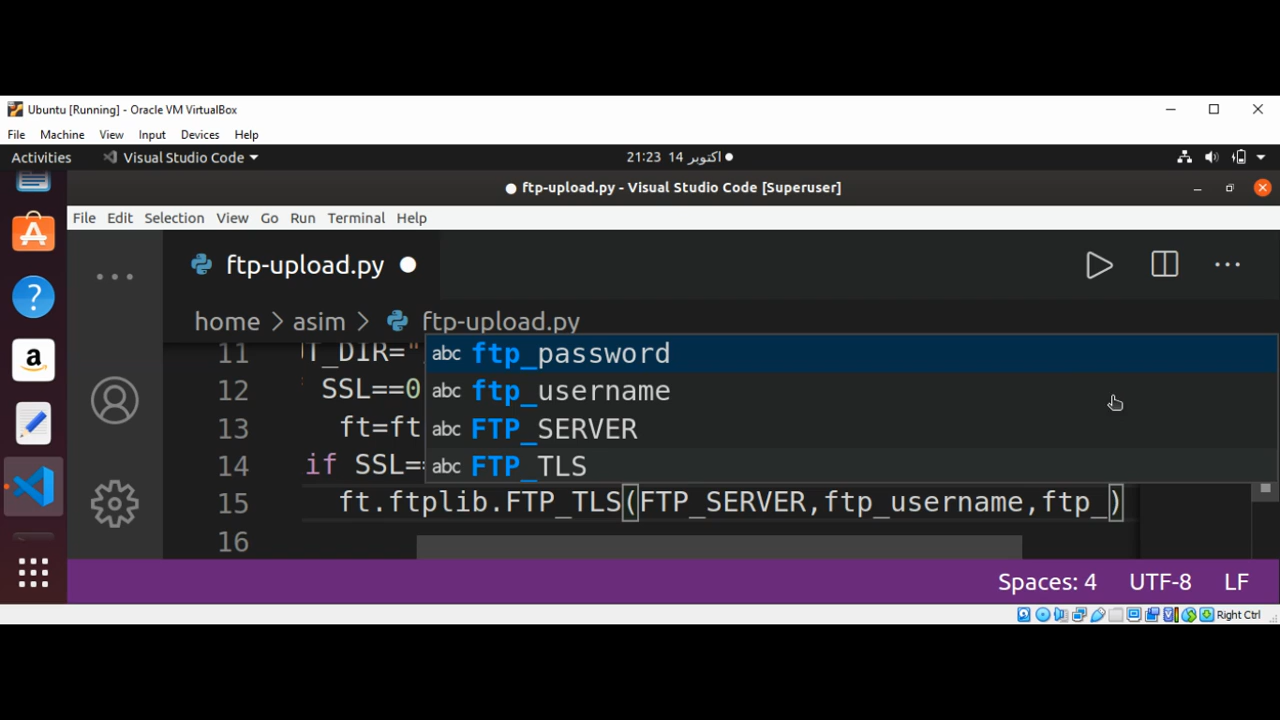 Ubuntu [Running] - Oracle VM VirtualBox
File Machine View Input Devices Help
Activities Visual Studio Code 21:23 14 اکتوبر
ftp-upload.py - Visual Studio Code [Superuser]
File Edit Selection View Go Run Terminal Help
ftp-upload.py
home > asim > ftp-upload.py
11 T_DIR="
abc ftp_password
12 SSL==0
abc ftp_username
13 ft=ft
abc FTP_SERVER
14 if SSL==
abc FTP_TLS
15 ft.ftplib.FTP_TLS(FTP_SERVER,ftp_username,ftp_)
16
Spaces: 4 UTF-8 LF
Right Ctrl